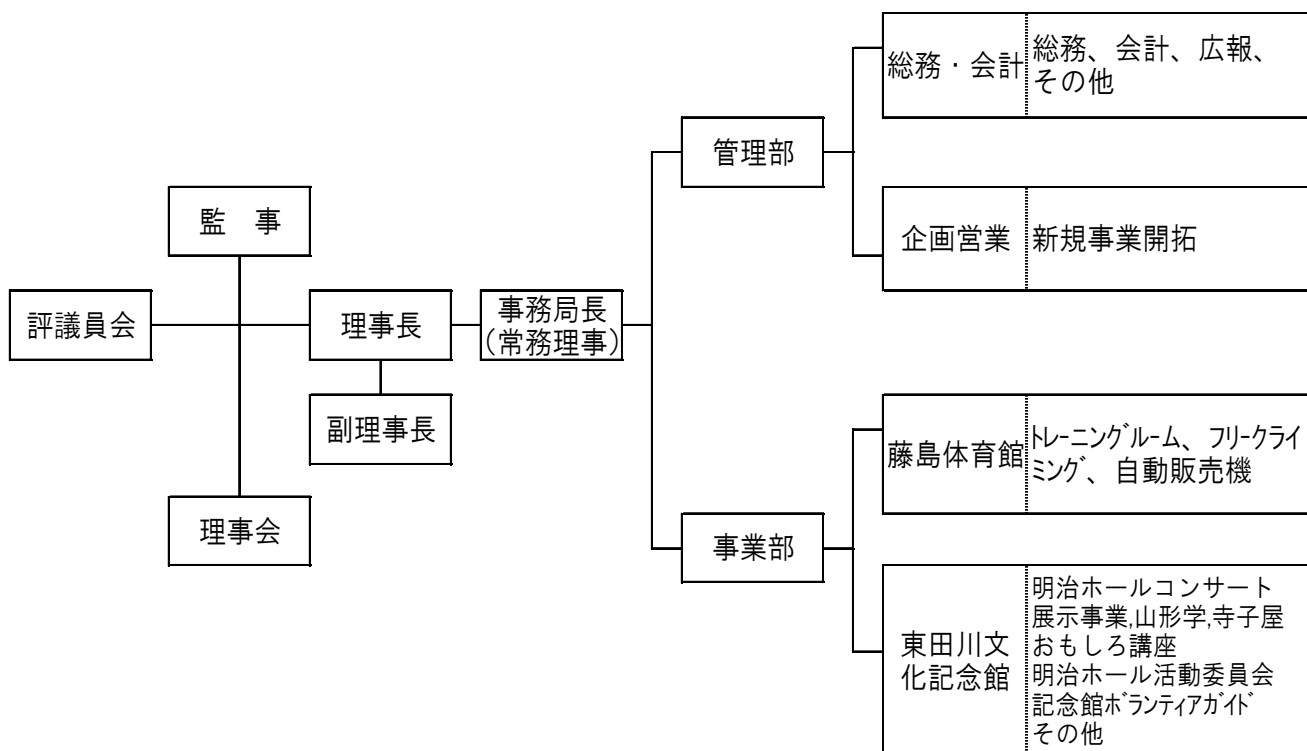 総務・会計
総務、会計、広報、
その他
管理部
企画営業
新規事業開拓
監　事
評議員会
理事長
事務局長
(常務理事)
副理事長
理事会
藤島体育館
ﾄﾚｰﾆﾝｸﾞﾙｰﾑ、ﾌﾘｰｸﾗｲ
ﾐﾝｸﾞ、自動販売機
事業部
東田川文
化記念館
明治ホールコンサート
展示事業,山形学,寺子屋
おもしろ講座
明治ホール活動委員会
記念館ﾎﾞﾗﾝﾃｨｱｶﾞｲﾄﾞ
その他